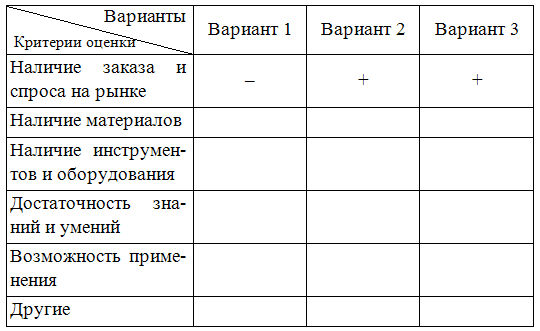 Варианты
Критерии оценки
Вариант 1
Вариант 2
Вариант 3
Наличие заказа и
спроса на рынке
–
+
+
Наличие материалов
Наличие инструмен-
тов и оборудования
Достаточность зна-
ний и умений
Возможность приме-
нения
Другие